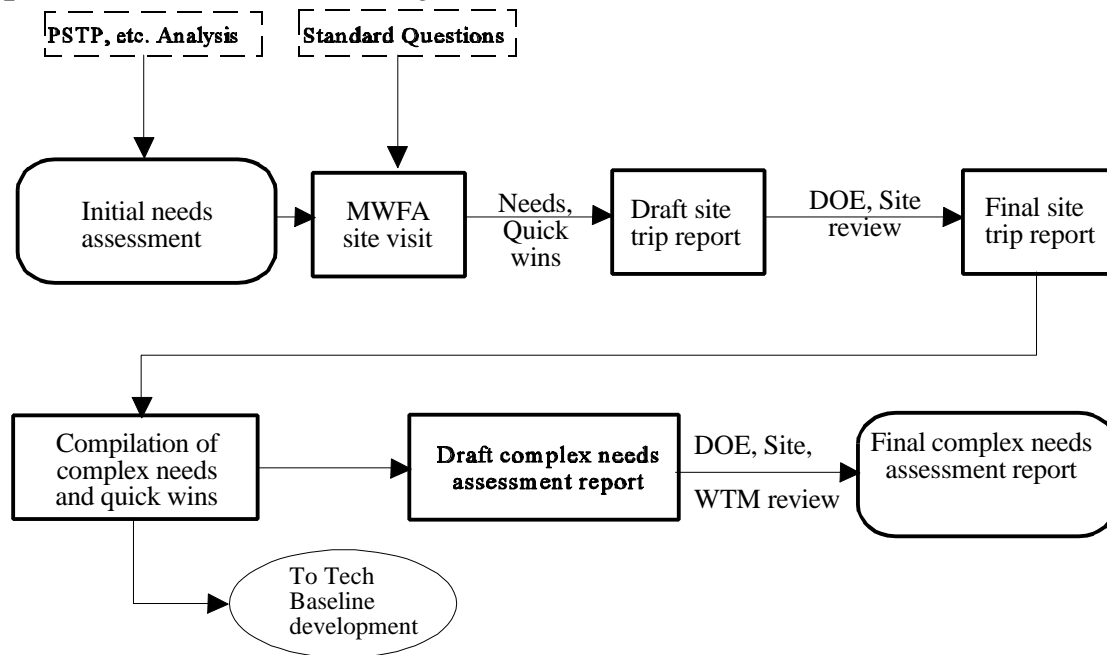 PSTP, etc. Analysis
Standard Questions
Initial needs
assessment
MWFA
site visit
Needs,
Quick
wins
Draft site
trip report
DOE, Site
review
Final site
trip report
Compilation of
complex needs
and quick wins
Draft complex needs
assessment report
DOE, Site,
WTM review
Final complex needs
assessment report
To Tech
Baseline
development